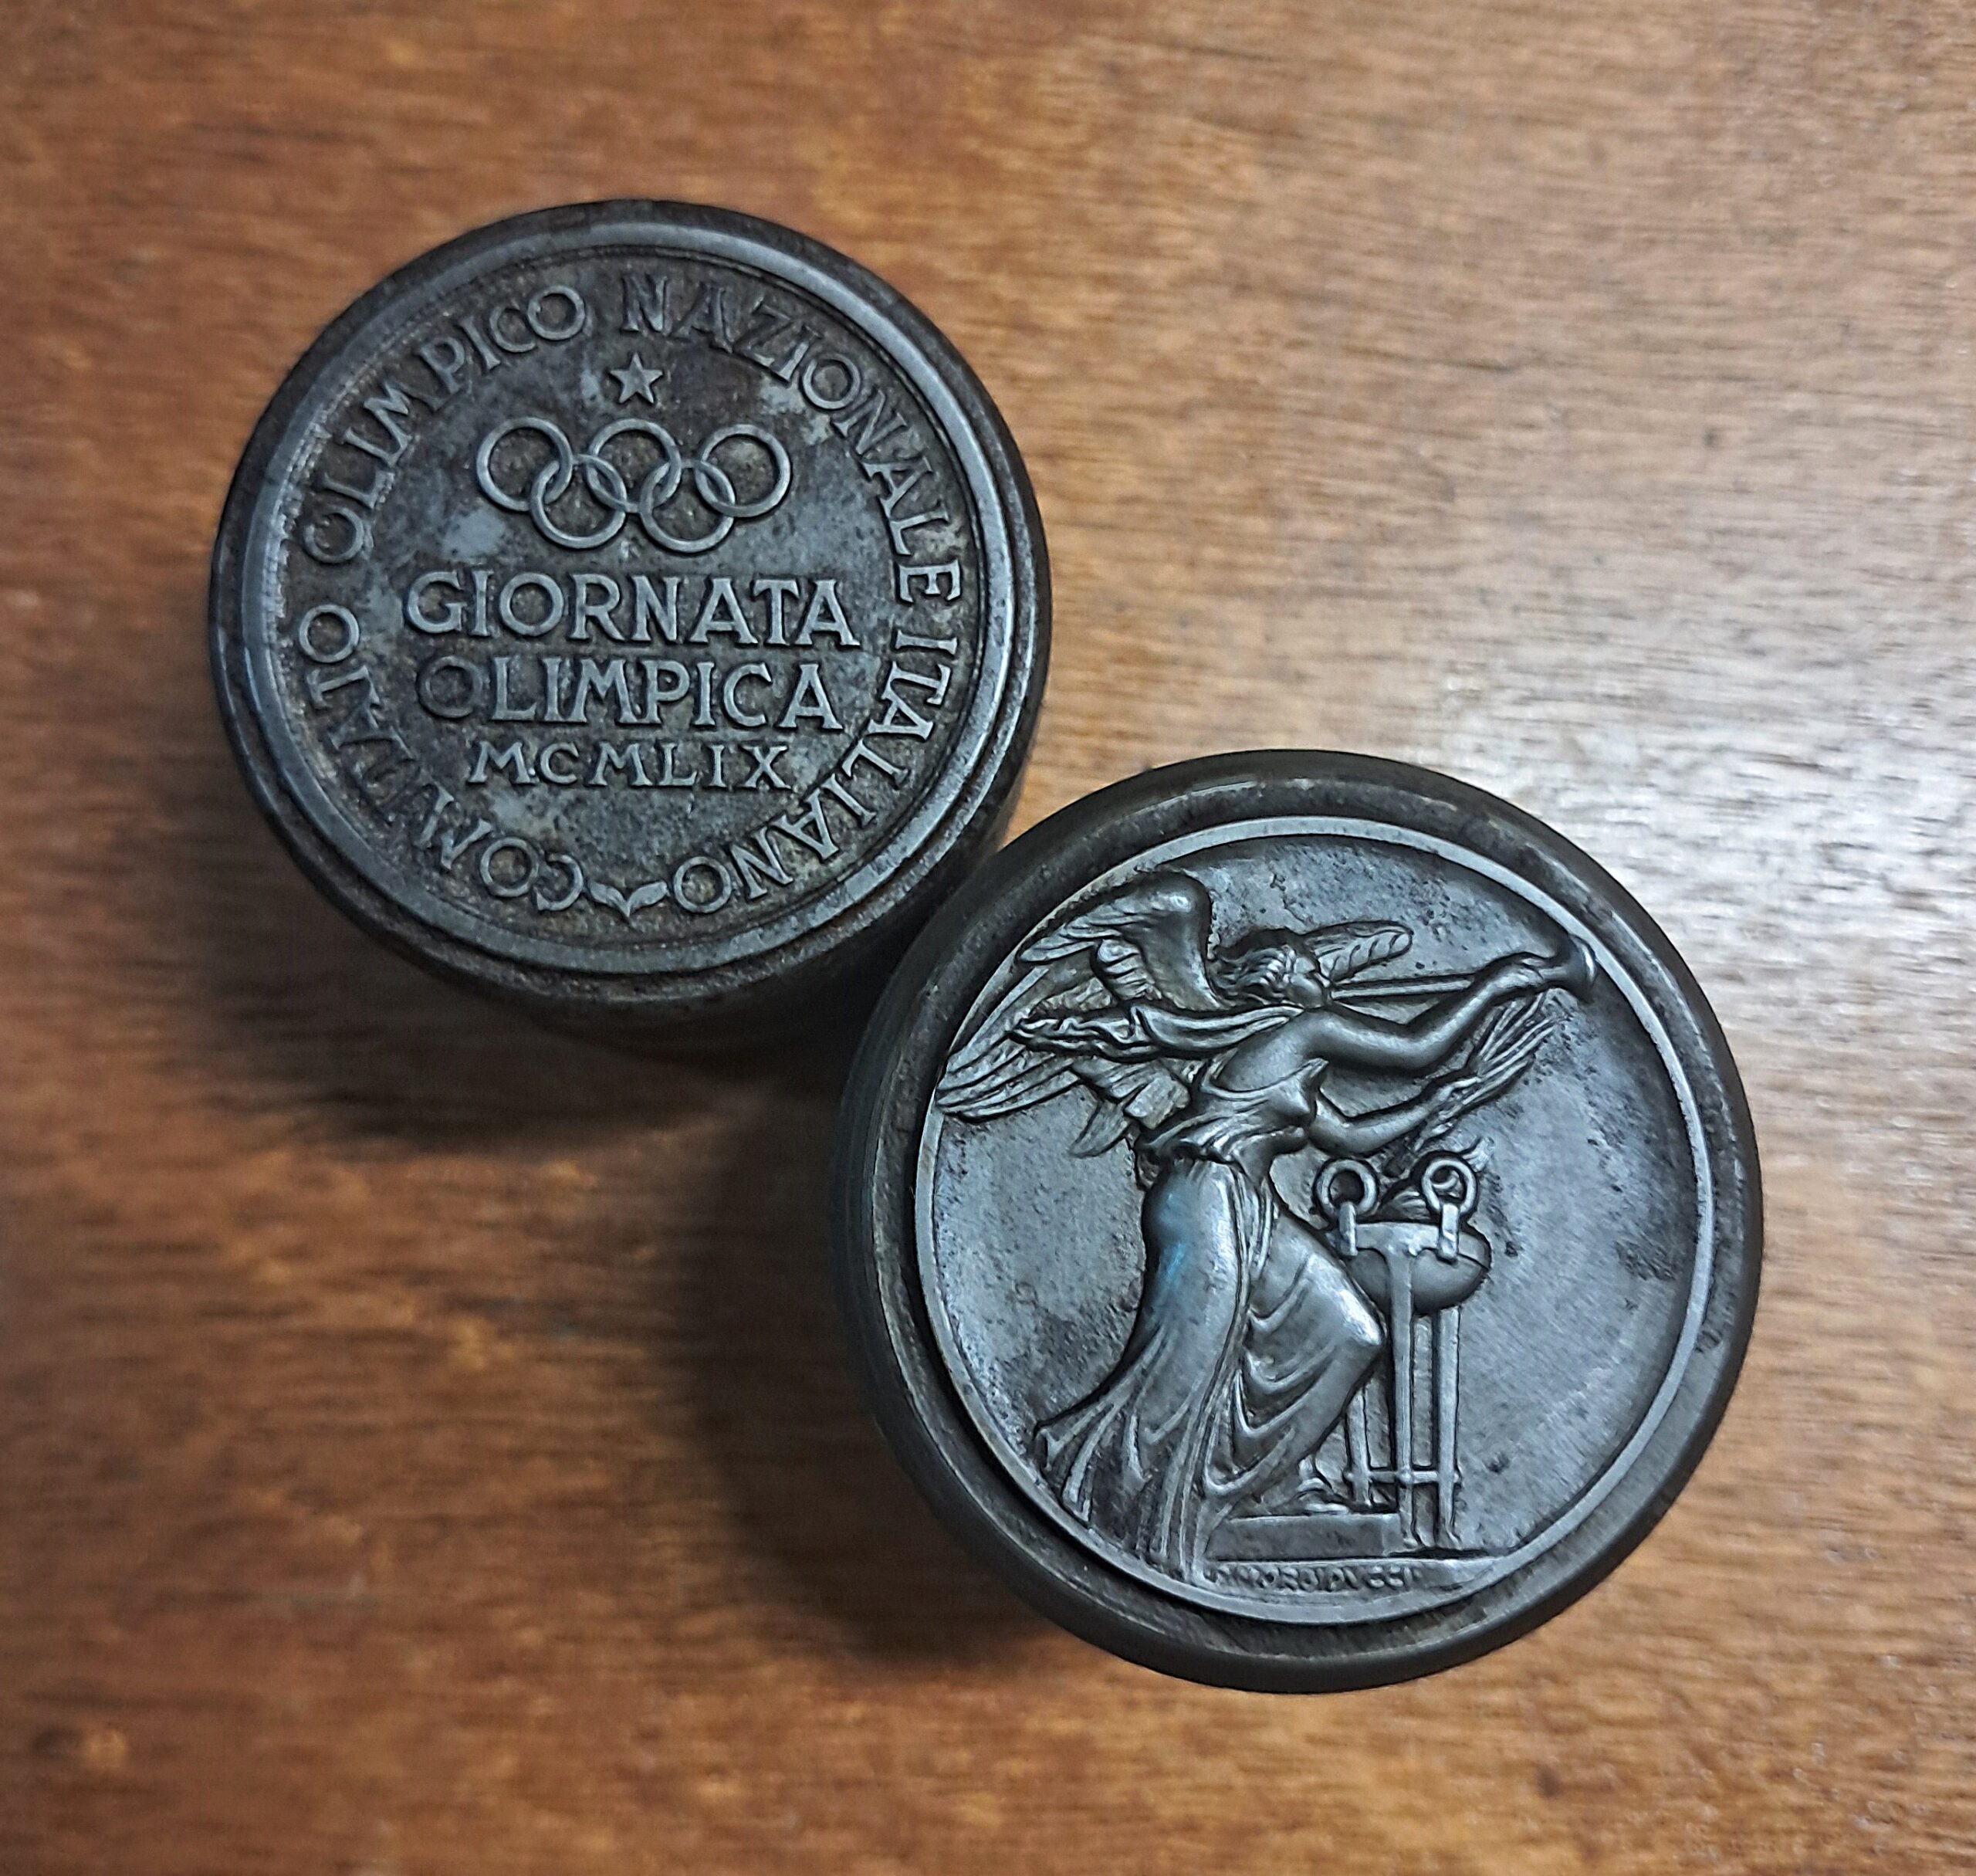 COMITATO OLIMPICO NAZIONALE ITALIANO
GIORNATA
OLIMPICA
MCMLIX